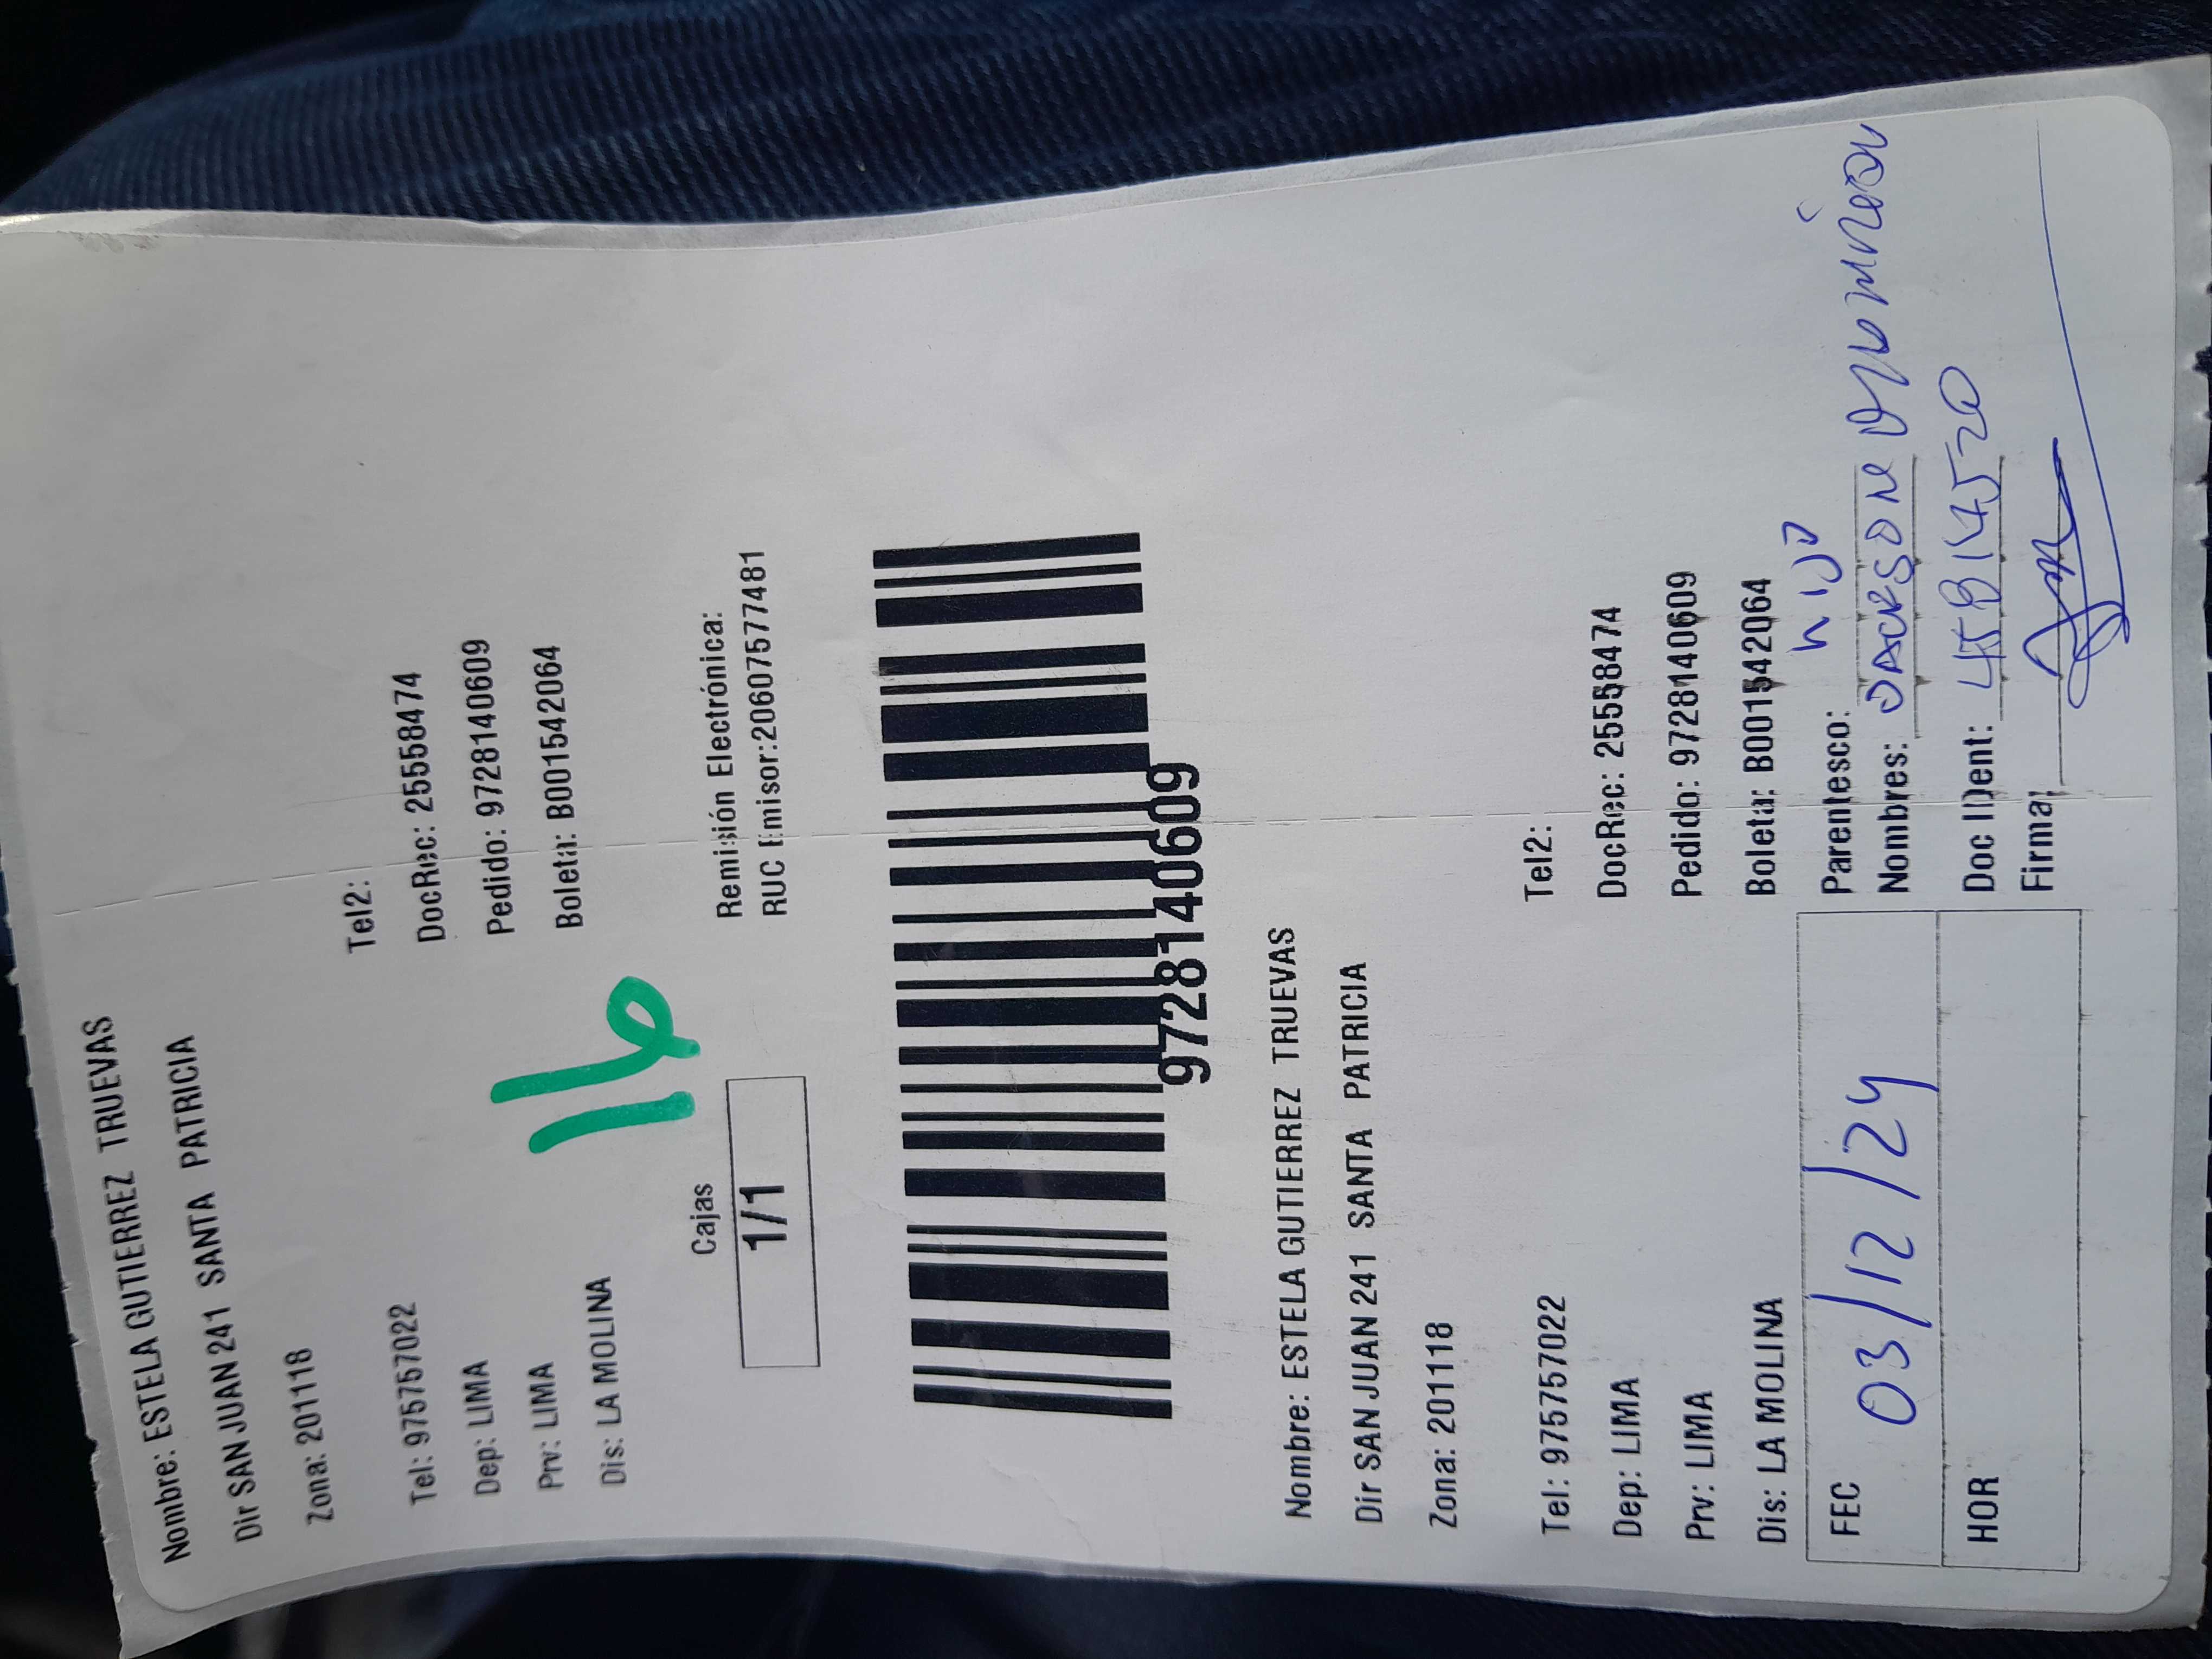 Nombre: ESTELA GUTIERREZ TRUEVAS
Dir SAN JUAN 241 SANTA PATRICIA
Zona: 201118
Tel2:
Tel: 975757022
DocRec: 25558474
Dep: LIMA
Pedido: 9728140609
Prv: LIMA
Boleta: B001542064
Dis: LA MOLINA
16
Cajas
1/1
Remisión Electrónica:
RUC Emisor:20607577481
9728140609
Nombre: ESTELA GUTIERREZ TRUEVAS
Dir SAN JUAN 241 SANTA PATRICIA
Zona: 201118
Tel2:
Tel: 975757022
DocRec: 25558474
Dep: LIMA
Pedido: 9728140609
Prv: LIMA
Boleta: B001542064
Dis: LA MOLINA
FEC 03/12/24
HOR
Parentesco: hijo
Nombres: JACKSON
Doc IDent: 45814520
Firma: